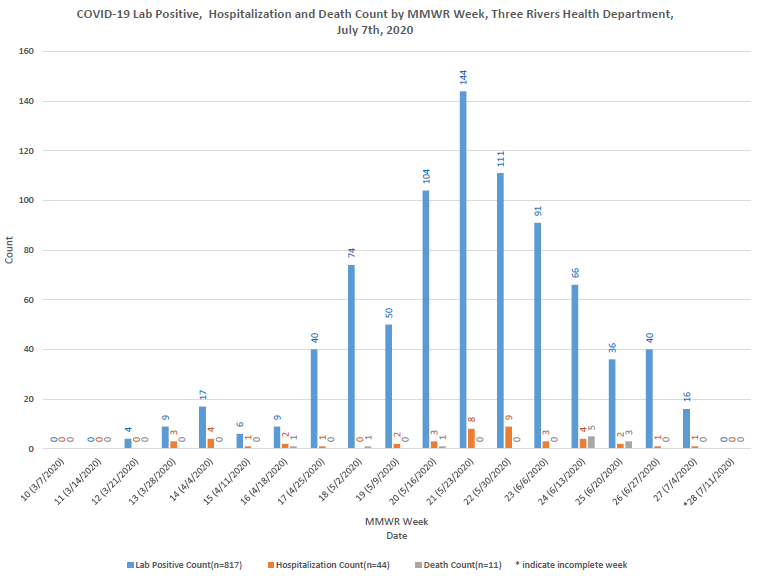 COVID-19 Lab Positive,  Hospitalization and Death Count by MMWR Week, Three Rivers Health Department,
July 7th, 2020
160
140
120
100
80
60
40
20
0
Count
0 0 0
0 0 0
4 0 0
9 3 0
17 4 0
6 1 0
9 2 1
40 1 0
74 0 1
50 2 0
104 3 1
144 8 0
111 9 0
91 3 0
66 4 5
36 2 3
40 1 0
16 1 0
0 0 0
10 (3/7/2020)
11 (3/14/2020)
12 (3/21/2020)
13 (3/28/2020)
14 (4/4/2020)
15 (4/11/2020)
16 (4/18/2020)
17 (4/25/2020)
18 (5/2/2020)
19 (5/9/2020)
20 (5/16/2020)
21 (5/23/2020)
22 (5/30/2020)
23 (6/6/2020)
24 (6/13/2020)
25 (6/20/2020)
26 (6/27/2020)
27 (7/4/2020)
*28 (7/11/2020)
MMWR Week
Date
Lab Positive Count(n=817) Hospitalization Count(n=44) Death Count(n=11) * indicate incomplete week